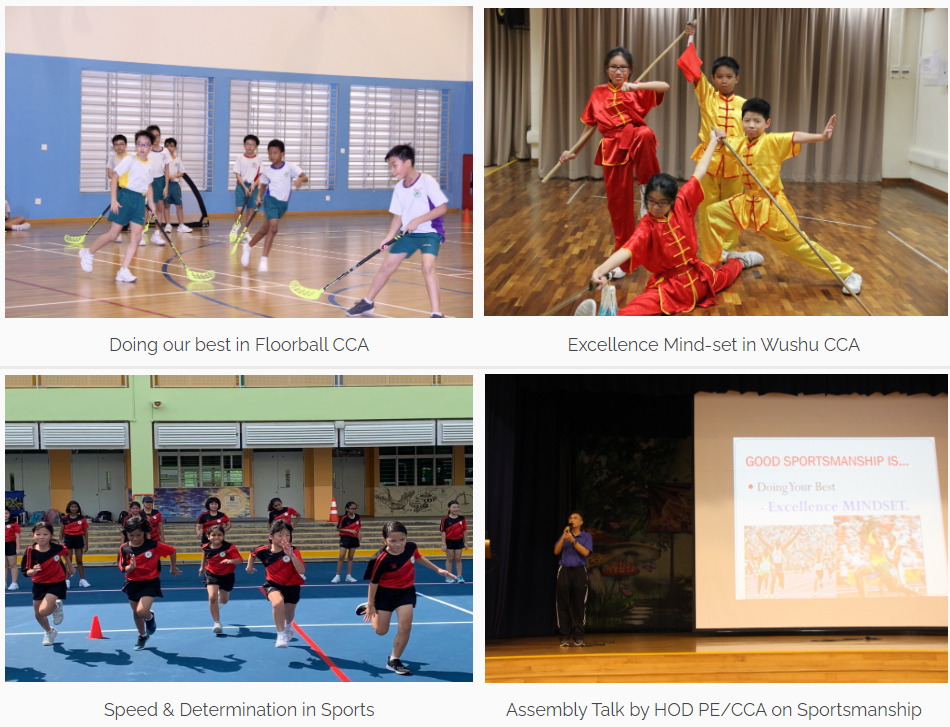 Doing our best in Floorball CCA
Excellence Mind-set in Wushu CCA
GOOD SPORTSMANSHIP IS...
• Doing Your Best
- Excellence MINDSET.
Speed & Determination in Sports
Assembly Talk by HOD PE/CCA on Sportsmanship